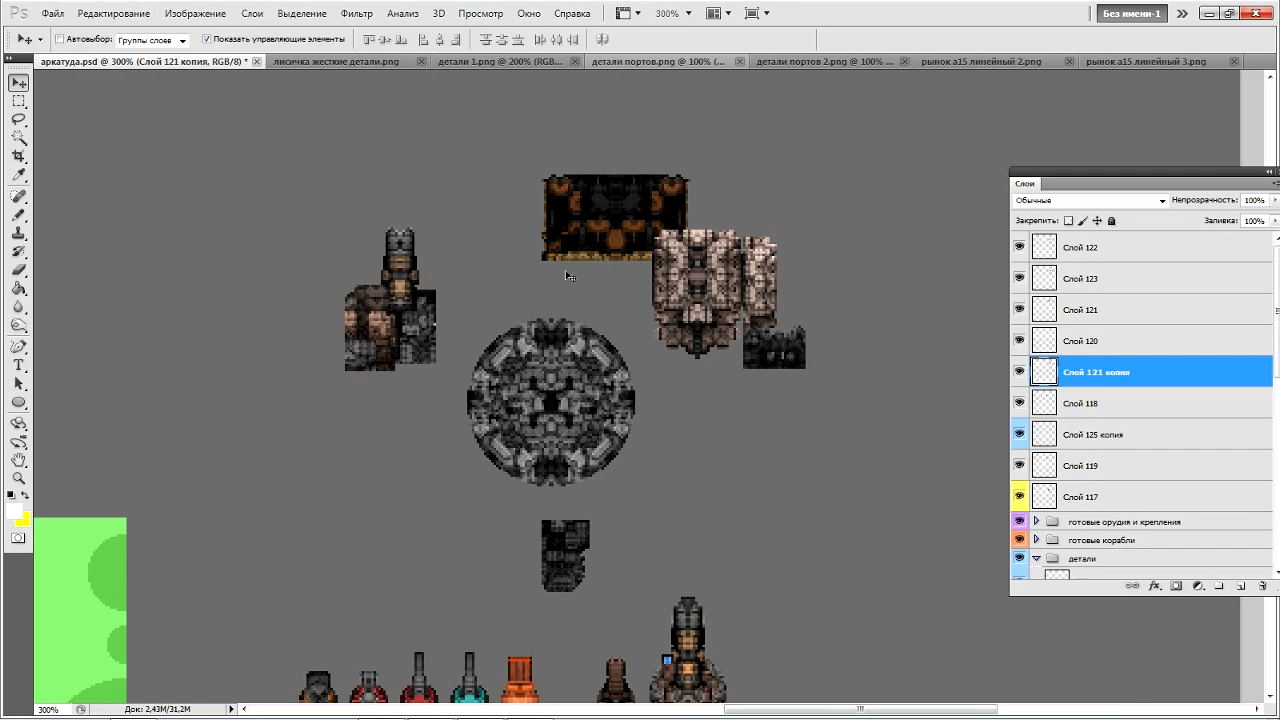 Ps Файл Редактирование Изображение Слои Выделение Фильтр Анализ 3D Просмотр Окно Справка 300% Без имени-1
Автовыбор: Группы слоев Показать управляющие элементы
аркатуда.psd @ 300% (Слой 121 копия, RGB/8) * лисичка жесткие детали.png детали 1.png @ 200% (RGB... детали портов.png @ 100% (... детали портов 2.png @ 100% ... рынок а15 линейный 2.png рынок а15 линейный 3.png
Слои
Обычные Непрозрачность: 100%
Закрепить: Заливка: 100%
Слой 122
Слой 123
Слой 121
Слой 120
Слой 121 копия
Слой 118
Слой 125 копия
Слой 119
Слой 117
готовые орудия и крепления
готовые корабли
детали
fx
300% Док: 2,43M/31,2M